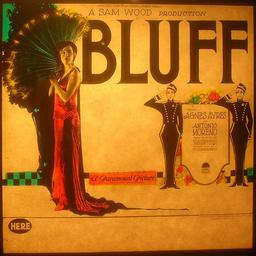 A SAM WOOD PRODUCTION
BLUFF
AGNES AYRES
ANTONIO
MORENO
A Paramount Picture
HERE